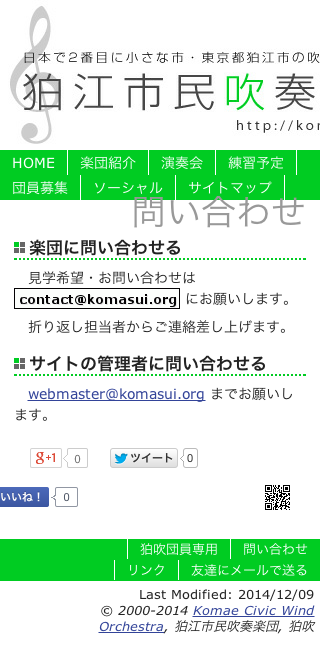 日本で2番目に小さな市・東京都狛江市の吹
狛江市民吹奏
http://ko
HOME 楽団紹介 演奏会 練習予定
団員募集 ソーシャル サイトマップ
問い合わせ
楽団に問い合わせる
見学希望・お問い合わせは
contact@komasui.org にお願いします。
折り返し担当者からご連絡差し上げます。
サイトの管理者に問い合わせる
webmaster@komasui.org までお願いし
ます。
g+1 0 ツイート 0
いいね！ 0
狛吹団員専用 問い合わせ
リンク 友達にメールで送る
Last Modified: 2014/12/09
© 2000-2014 Komae Civic Wind
Orchestra, 狛江市民吹奏楽団, 狛吹